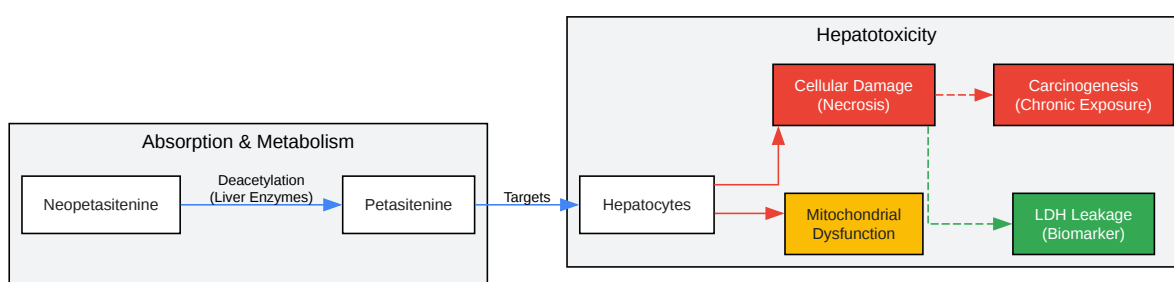 Hepatotoxicity
Cellular Damage
(Necrosis)
Carcinogenesis
(Chronic Exposure)
Absorption & Metabolism
Neopetasitenine
Deacetylation
(Liver Enzymes)
Petasitenine
Targets
Hepatocytes
Mitochondrial
Dysfunction
LDH Leakage
(Biomarker)